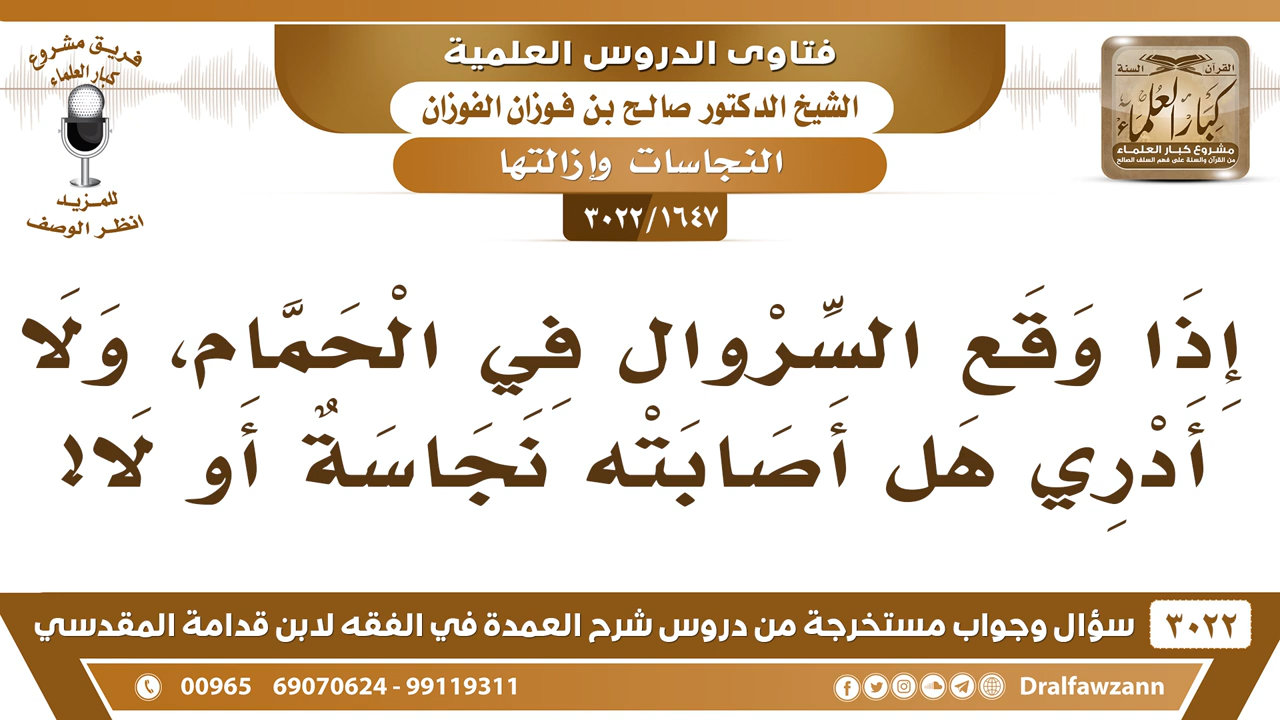 فتاوى الدروس العلمية
الشيخ الدكتور صالح بن فوزان الفوزان
النجاسات وإزالتها
٣٠٢٢/١٦٤٧
فريق مشروع
كبار العلماء
للمزيد
انظر الوصف
القرآن السنة
كبار العلماء
مشروع كبار العلماء
من القرآن والسنة على فهم السلف الصالح
إِذَا وَقَع السِّرْوال فِي الْحَمَّام، وَلَا
أَدْرِي هَل أَصَابَتْه نَجَاسَةٌ أَو لَا!
سؤال وجواب مستخرجة من دروس شرح العمدة في الفقه لابن قدامة المقدسي
٣٠٢٢
00965 69070624 - 99119311
Dralfawzann